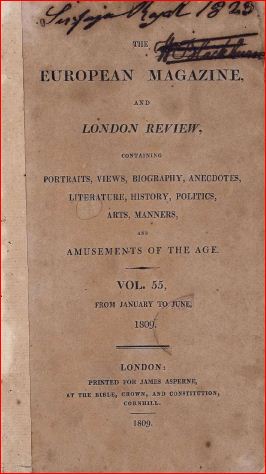 1823
THE
EUROPEAN MAGAZINE,
AND
LONDON REVIEW,
CONTAINING
PORTRAITS, VIEWS, BIOGRAPHY, ANECDOTES,
LITERATURE, HISTORY, POLITICS,
ARTS, MANNERS,
AND
AMUSEMENTS OF THE AGE.
VOL. 55,
FROM JANUARY TO JUNE,
1809.
LONDON:
PRINTED FOR JAMES ASPERNE,
AT THE BIBLE, CROWN, AND CONSTITUTION,
CORNHILL.
1809.